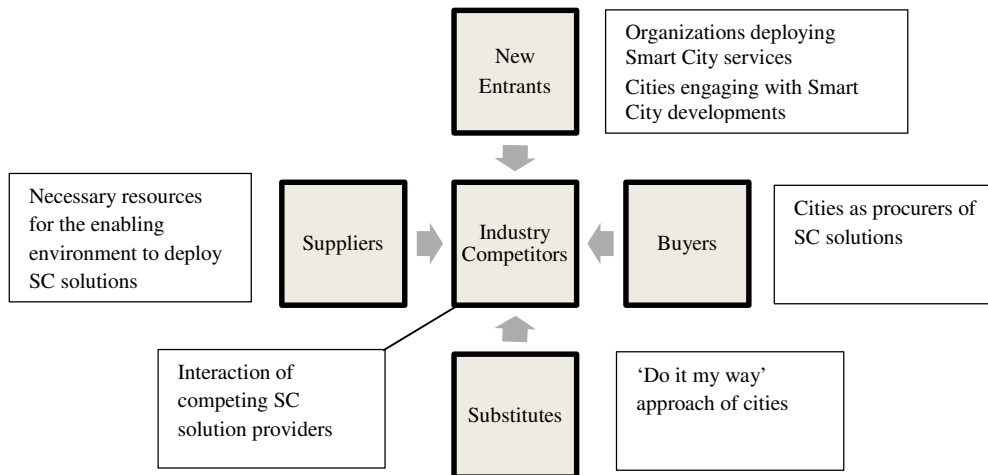 New
Entrants
Organizations deploying
Smart City services
Cities engaging with Smart
City developments
Necessary resources
for the enabling
environment to deploy
SC solutions
Suppliers
Industry
Competitors
Buyers
Cities as procurers of
SC solutions
Interaction of
competing SC
solution providers
Substitutes
‘Do it my way’
approach of cities